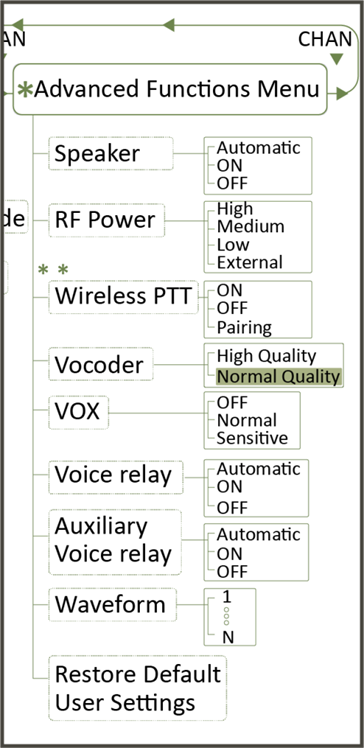 AN
CHAN
*Advanced Functions Menu
Speaker
Automatic
ON
OFF
de
RF Power
High
Medium
Low
External
**
Wireless PTT
ON
OFF
Pairing
Vocoder
High Quality
Normal Quality
VOX
OFF
Normal
Sensitive
Voice relay
Automatic
ON
OFF
Auxiliary
Voice relay
Automatic
ON
OFF
Waveform
1
N
Restore Default
User Settings